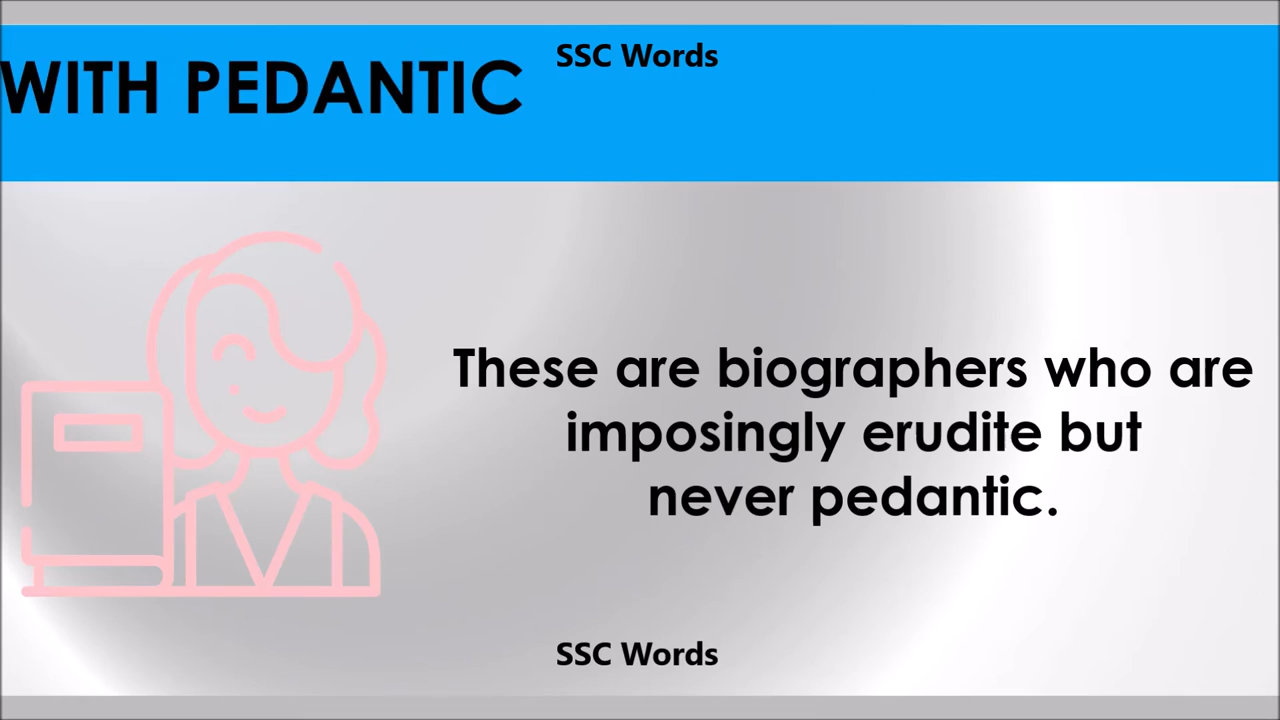 SSC Words
WITH PEDANTIC
These are biographers who are
imposingly erudite but
never pedantic.
SSC Words